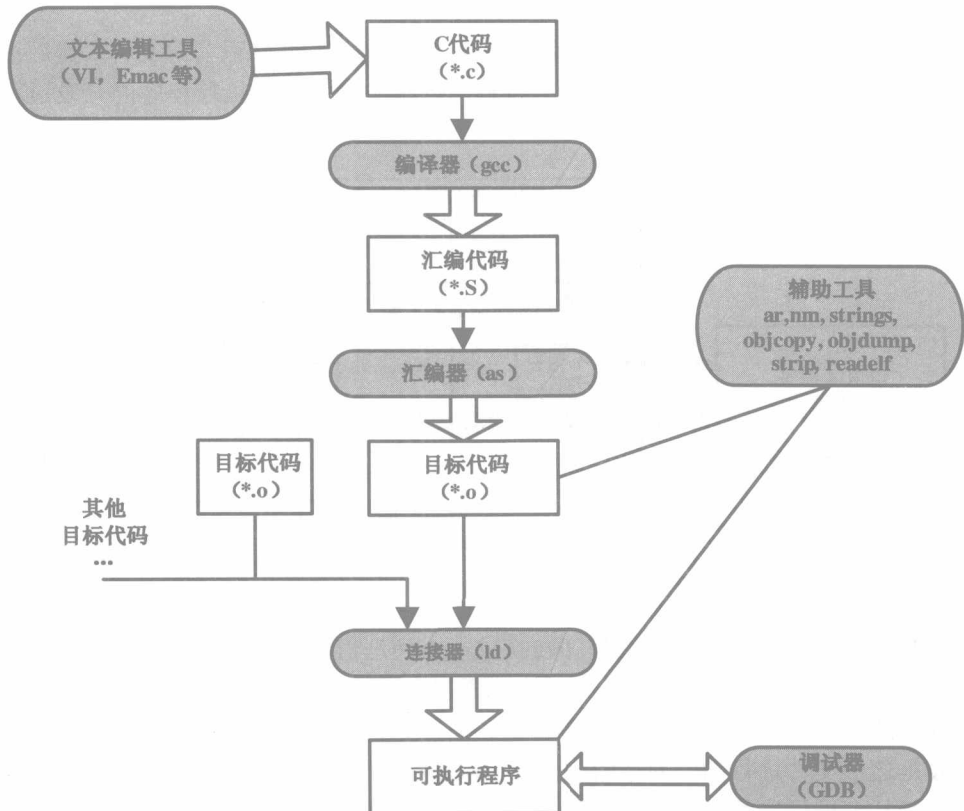 文本编辑工具
（VI，Emac等）
C代码
（*.c）
编译器（gcc）
汇编代码
（*.S）
辅助工具
ar,nm, strings,
objcopy, objdump,
strip, readelf
汇编器（as）
目标代码
（*.o）
目标代码
（*.o）
其他
目标代码
...
连接器（ld）
可执行程序
调试器
（GDB）